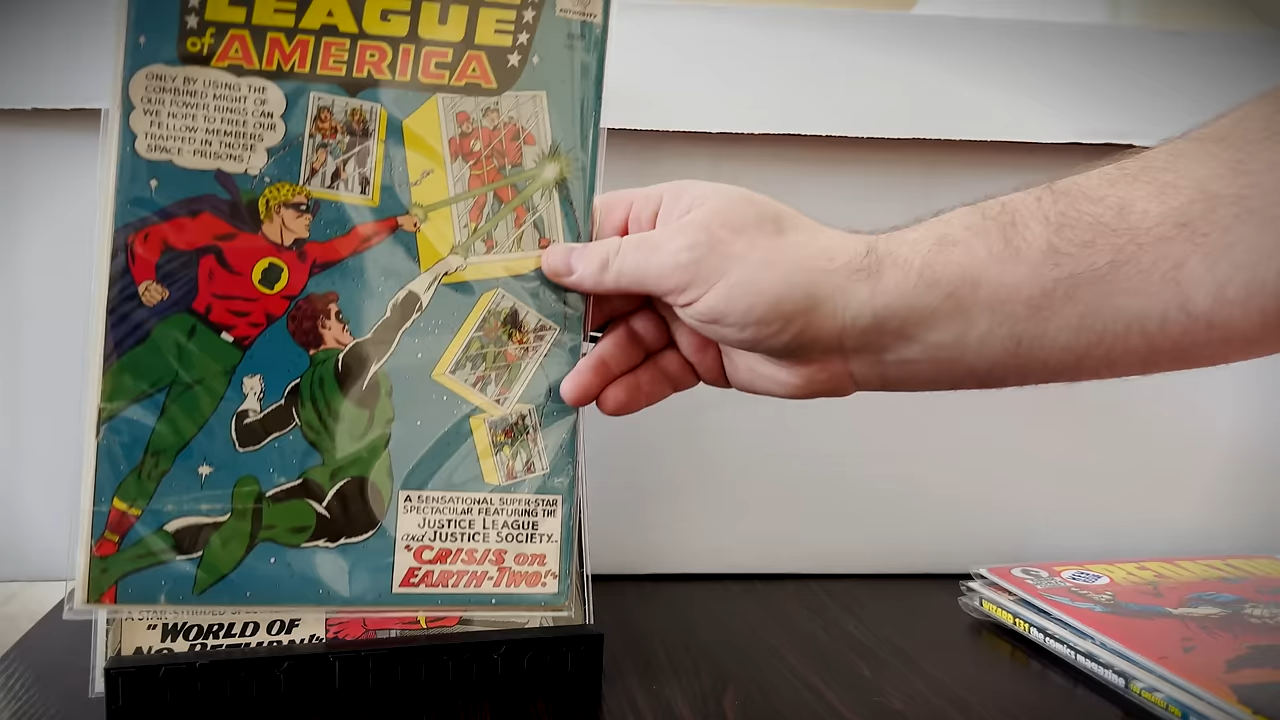 LEAGUE
of AMERICA
AUTHORITY
ONLY BY USING THE
COMBINED MIGHT OF
OUR POWER RINGS CAN
WE HOPE TO FREE OUR
FELLOW-MEMBERS
TRAPPED IN THOSE
SPACE-PRISONS!
A SENSATIONAL SUPER-STAR
SPECTACULAR FEATURING THE
JUSTICE LEAGUE
and JUSTICE SOCIETY..
"CRISIS on
EARTH-TWO!"
"WORLD OF
NO RETURN!"
PREDATOR
WIZARD 131 the comics magazine